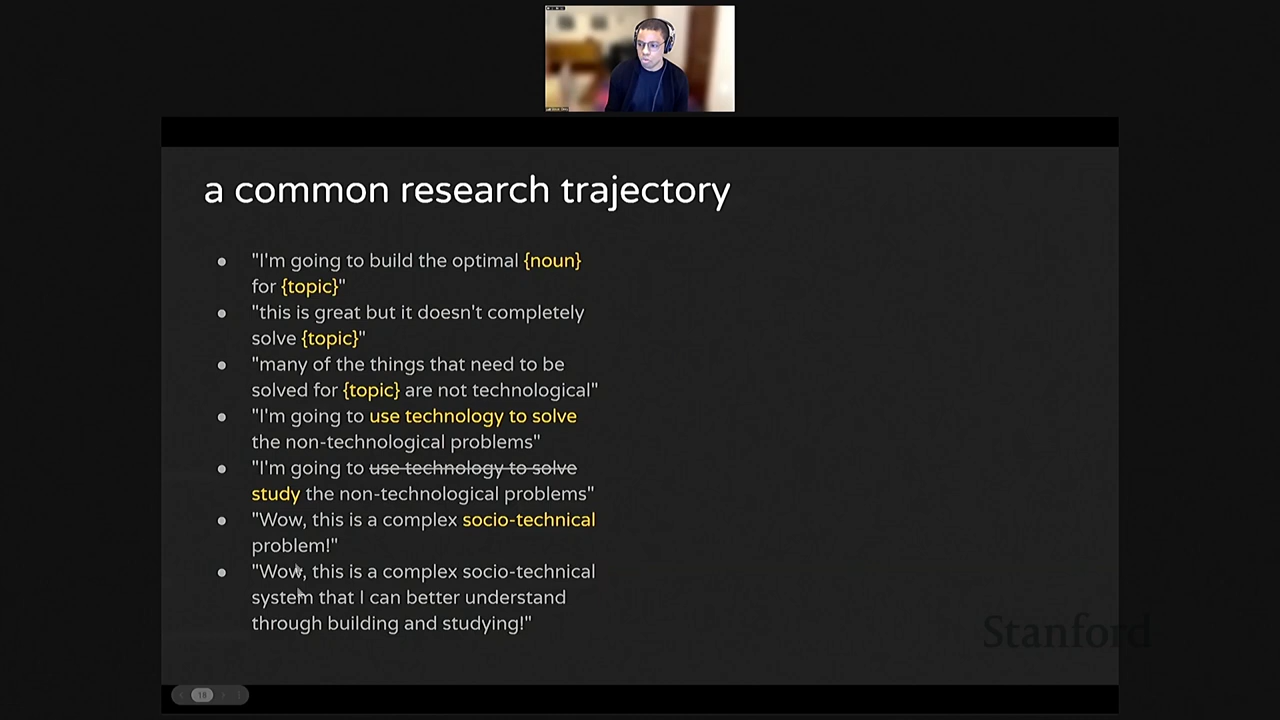 a common research trajectory
● "I'm going to build the optimal {noun}
for {topic}"
● "this is great but it doesn't completely
solve {topic}"
● "many of the things that need to be
solved for {topic} are not technological"
● "I'm going to use technology to solve
the non-technological problems"
● "I'm going to use technology to solve
study the non-technological problems"
● "Wow, this is a complex socio-technical
problem!"
● "Wow, this is a complex socio-technical
system that I can better understand
through building and studying!"
Stanford
18